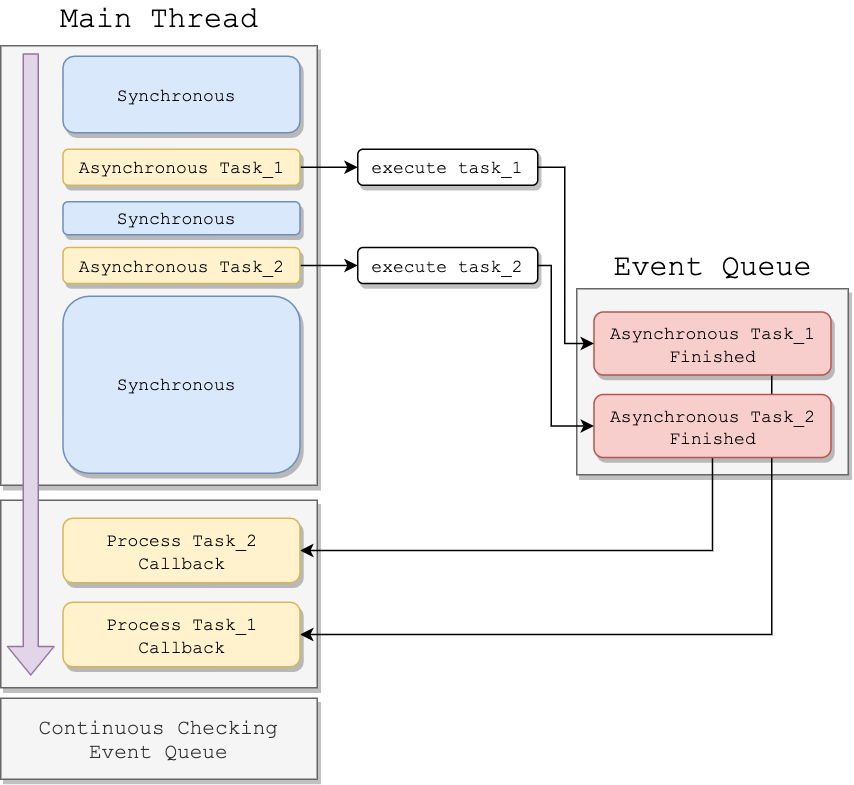 Main Thread
Synchronous
Asynchronous Task_1
execute task_1
Synchronous
Asynchronous Task_2
execute task_2
Synchronous
Event Queue
Asynchronous Task_1
Finished
Asynchronous Task_2
Finished
Process Task_2
Callback
Process Task_1
Callback
Continuous Checking
Event Queue